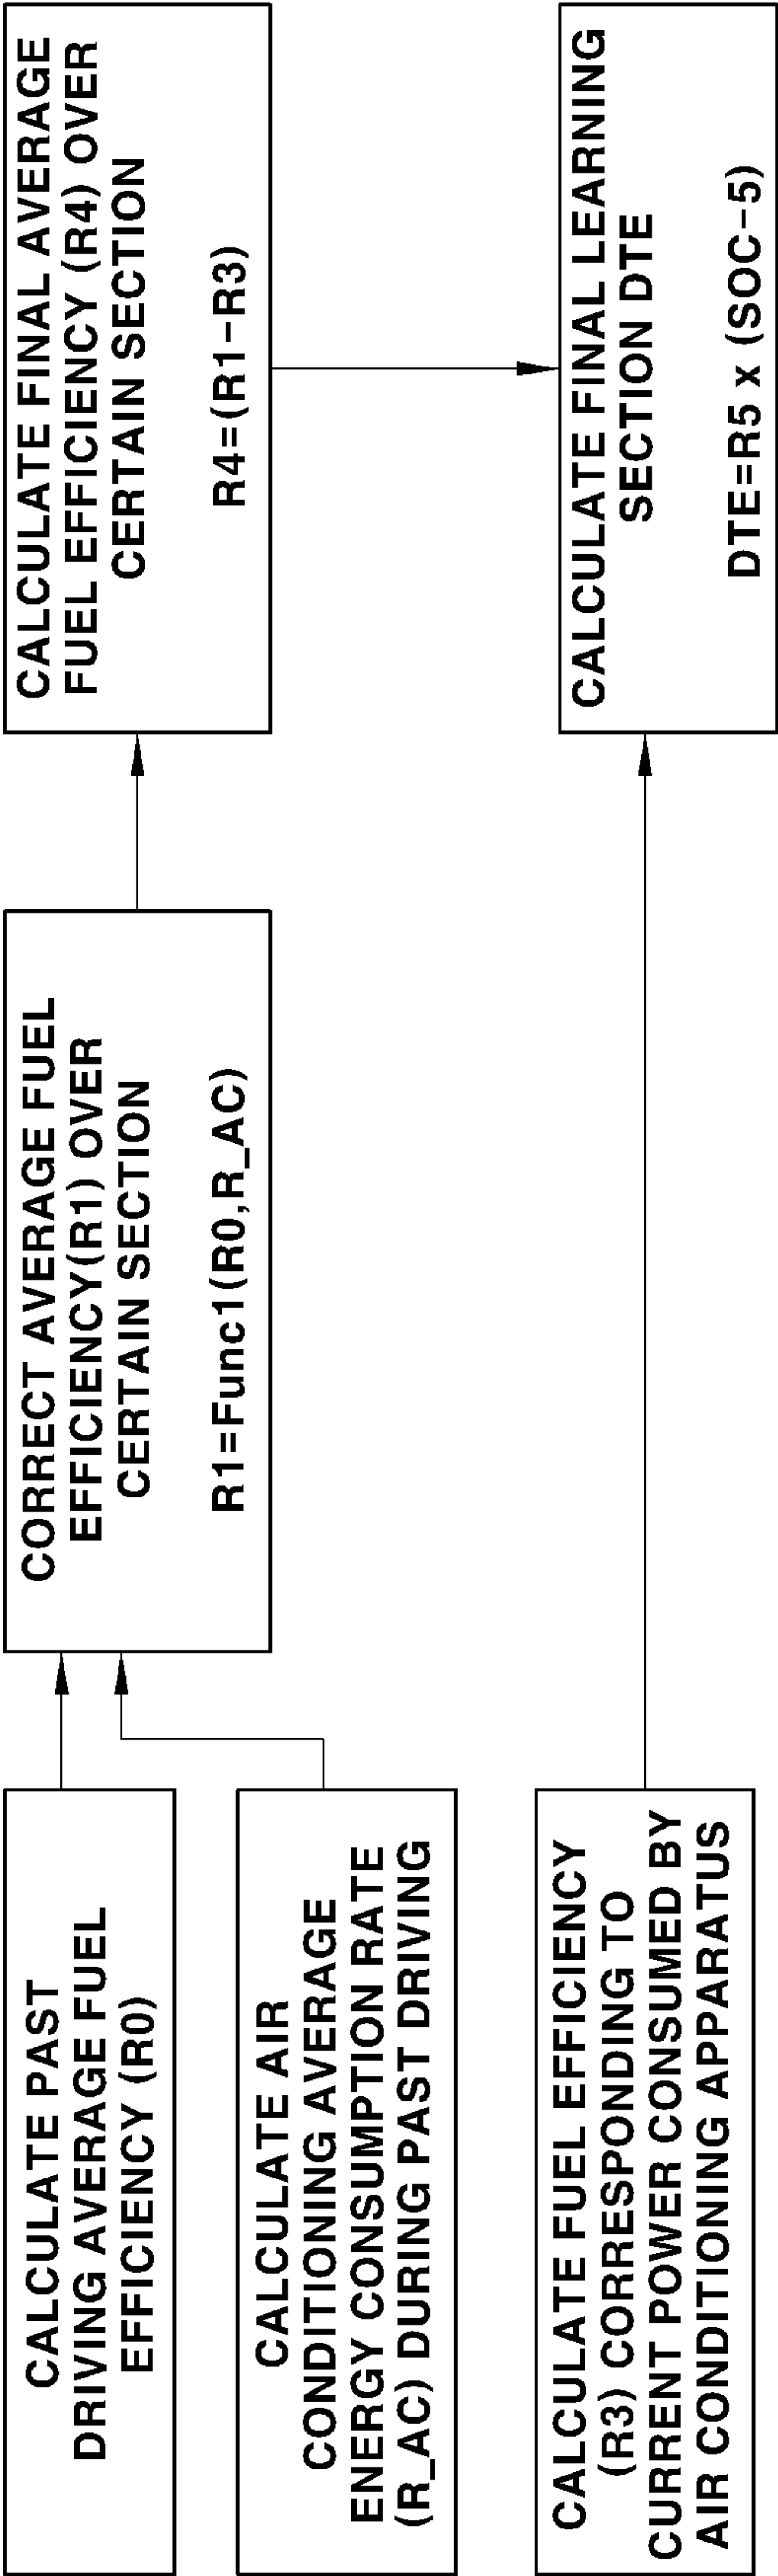 CALCULATE PAST
DRIVING AVERAGE FUEL
EFFICIENCY (R0)
CALCULATE AIR
CONDITIONING AVERAGE
ENERGY CONSUMPTION RATE
(R_AC) DURING PAST DRIVING
CALCULATE FUEL EFFICIENCY
(R3) CORRESPONDING TO
CURRENT POWER CONSUMED BY
AIR CONDITIONING APPARATUS
CORRECT AVERAGE FUEL
EFFICIENCY(R1) OVER
CERTAIN SECTION
R1=Func1(R0,R_AC)
CALCULATE FINAL AVERAGE
FUEL EFFICIENCY (R4) OVER
CERTAIN SECTION
R4=(R1-R3)
CALCULATE FINAL LEARNING
SECTION DTE
DTE=R5 x (SOC-5)